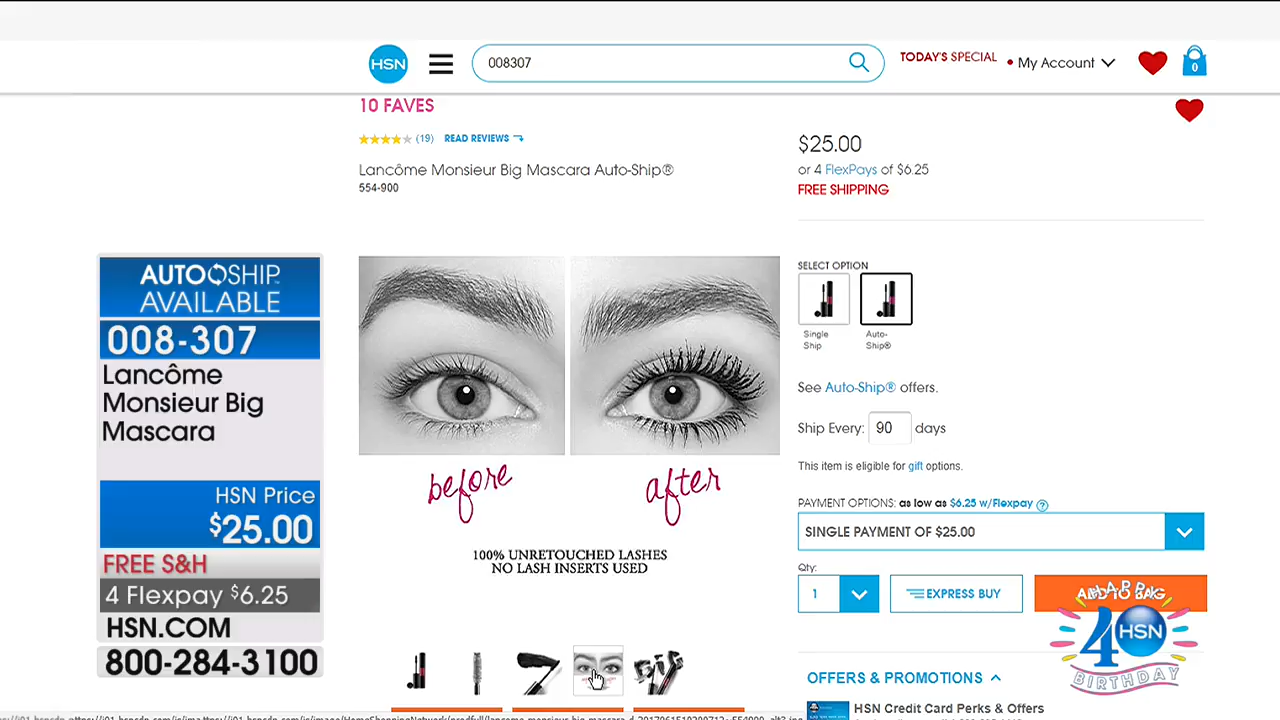 HSN
008307
TODAY'S SPECIAL
My Account
0
10 FAVES
(19) READ REVIEWS
Lancôme Monsieur Big Mascara Auto-Ship®
554-900
$25.00
or 4 FlexPays of $6.25
FREE SHIPPING
AUTO SHIP
AVAILABLE
008-307
Lancôme
Monsieur Big
Mascara
HSN Price
$25.00
FREE S&H
4 Flexpay $6.25
HSN.COM
800-284-3100
before
after
100% UNRETOUCHED LASHES
NO LASH INSERTS USED
SELECT OPTION
Single
Ship
Auto-
Ship®
See Auto-Ship® offers.
Ship Every: 90 days
This item is eligible for gift options.
PAYMENT OPTIONS: as low as $6.25 w/Flexpay ?
SINGLE PAYMENT OF $25.00
Qty:
1
EXPRESS BUY
ADD TO BAG
40 HSN
BIRTHDAY
OFFERS & PROMOTIONS
HSN Credit Card Perks & Offers